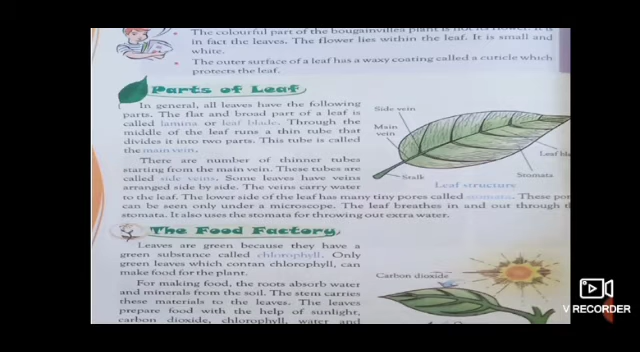 The colourful part of the bougainvillea plant is not its flower. It is
in fact the leaves. The flower lies within the leaf. It is small and
white.
The outer surface of a leaf has a waxy coating called a cuticle which
protects the leaf.
Parts of Leaf
In general, all leaves have the following
parts. The flat and broad part of a leaf is
called lamina or leaf blade. Through the
middle of the leaf runs a thin tube that
divides it into two parts. This tube is called
the main vein.
There are number of thinner tubes
starting from the main vein. These tubes are
called side veins. Some leaves have veins
arranged side by side. The veins carry water
to the leaf. The lower side of the leaf has many tiny pores called stomata. These por
can be seen only under a microscope. The leaf breathes in and out through th
stomata. It also uses the stomata for throwing out extra water.
Side vein
Main
vein
Leaf bla
Stomata
Stalk
Leaf structure
The Food Factory
Leaves are green because they have a
green substance called chlorophyll. Only
green leaves which contan chlorophyll, can
make food for the plant.
For making food, the roots absorb water
and minerals from the soil. The stem carries
these materials to the leaves. The leaves
prepare food with the help of sunlight,
carbon dioxide, chlorophyll, water and
Carbon dioxide
V RECORDER